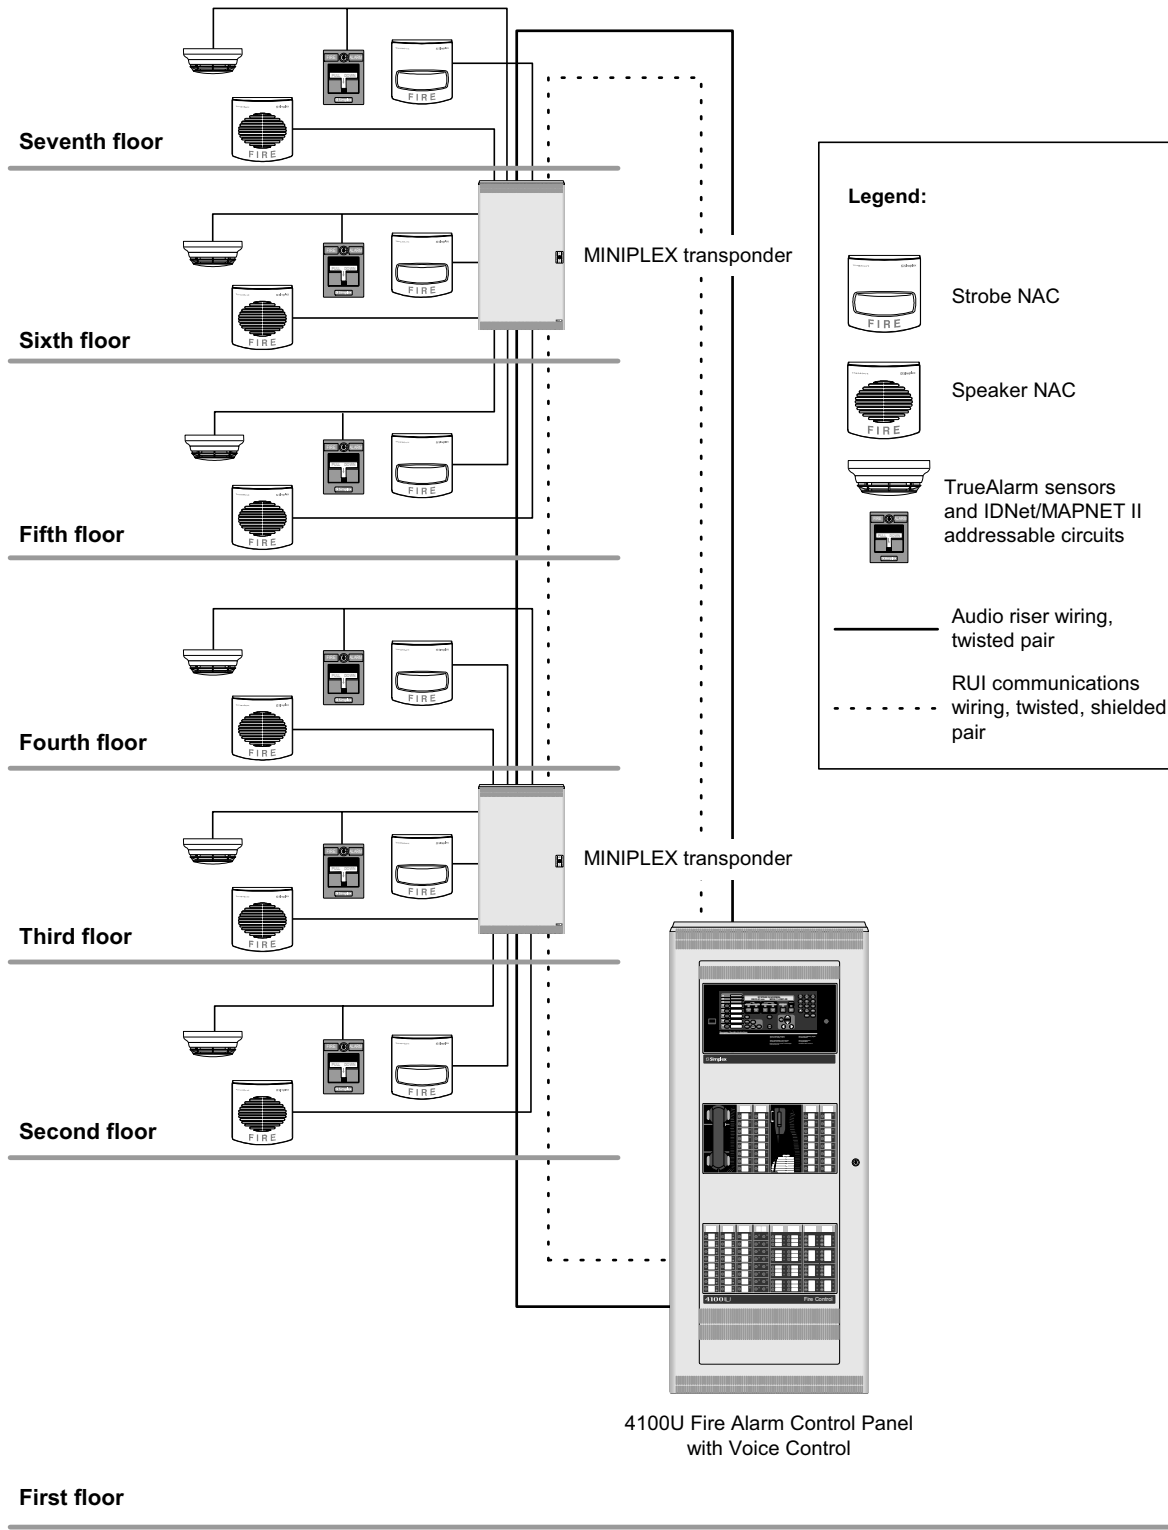 FIRE
FIRE
Seventh floor
Legend:
FIRE
MINIPLEX transponder
Strobe NAC
FIRE
FIRE
Sixth floor
Speaker NAC
FIRE
FIRE
TrueAlarm sensors
and IDNet/MAPNET II
addressable circuits
FIRE
Fifth floor
Audio riser wiring,
twisted pair
FIRE
RUI communications
wiring, twisted, shielded
pair
FIRE
Fourth floor
MINIPLEX transponder
FIRE
FIRE
Third floor
Simplex
FIRE
FIRE
Second floor
4100U Fire Control
4100U Fire Alarm Control Panel
with Voice Control
First floor